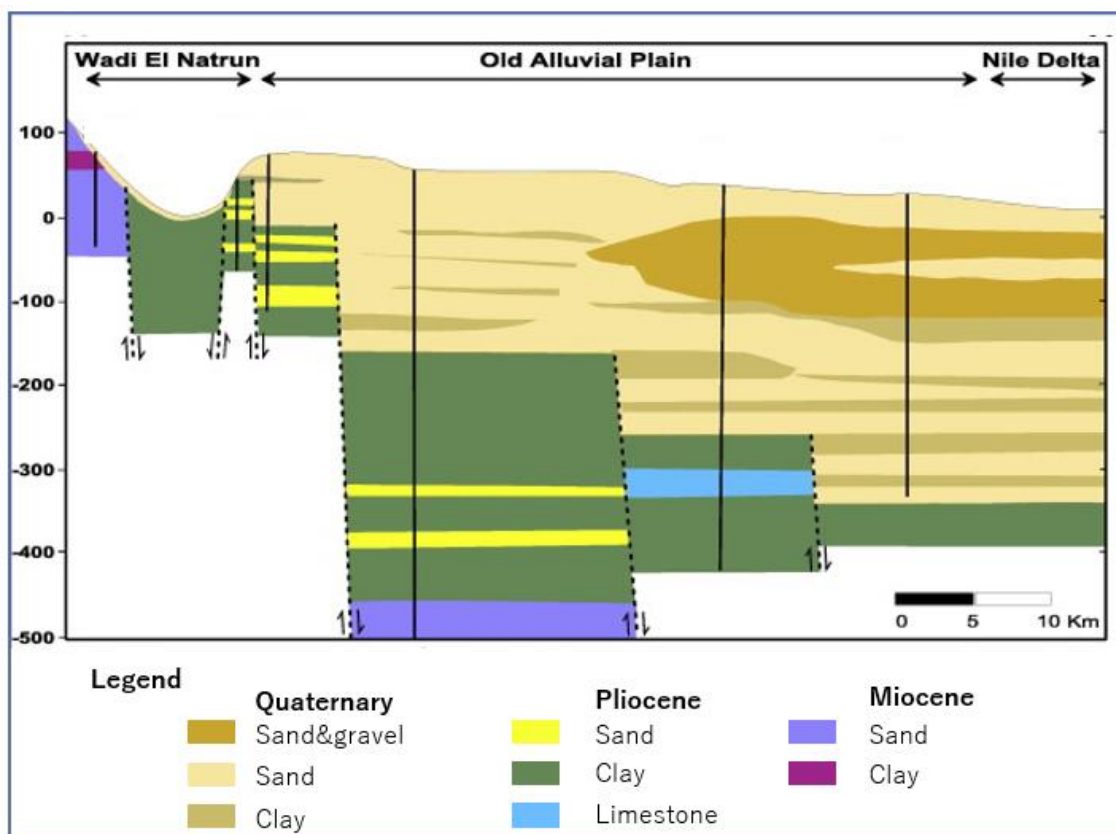 Wadi El Natrun Old Alluvial Plain Nile Delta
100
0
-100
-200
-300
-400
-500
0 5 10 Km
Legend
Quaternary Pliocene Miocene
Sand&gravel Sand Sand
Sand Clay Clay
Clay Limestone